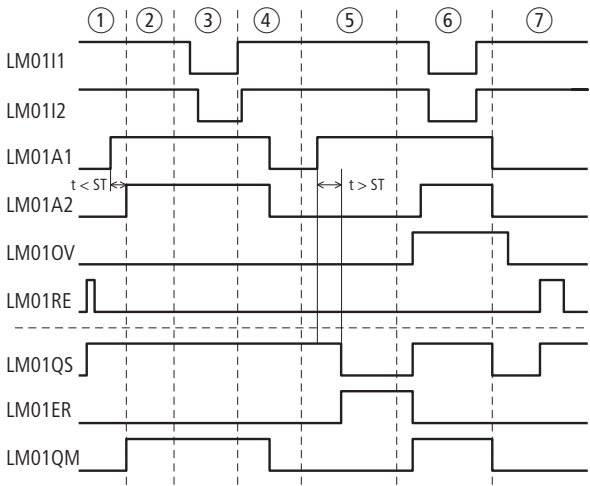 ① ② ③ ④ ⑤ ⑥ ⑦
LM01I1
LM01I2
LM01A1
t < ST
t > ST
LM01A2
LM01OV
LM01RE
LM01QS
LM01ER
LM01QM